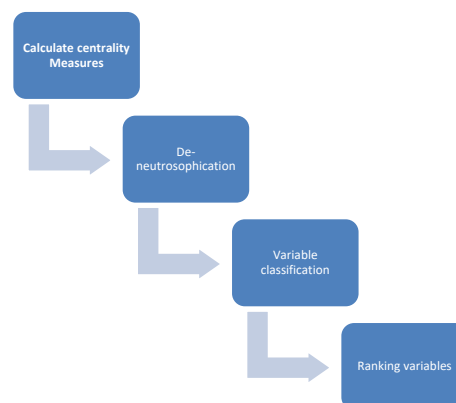 Calculate centrality
Measures
De-
neutrosophication
Variable
classification
Ranking variables